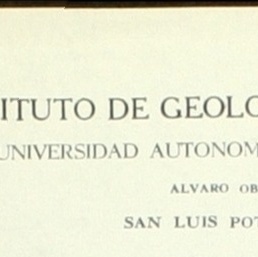 ITUTO DE GEOLO
UNIVERSIDAD AUTONOM
ALVARO OB
SAN LUIS POT